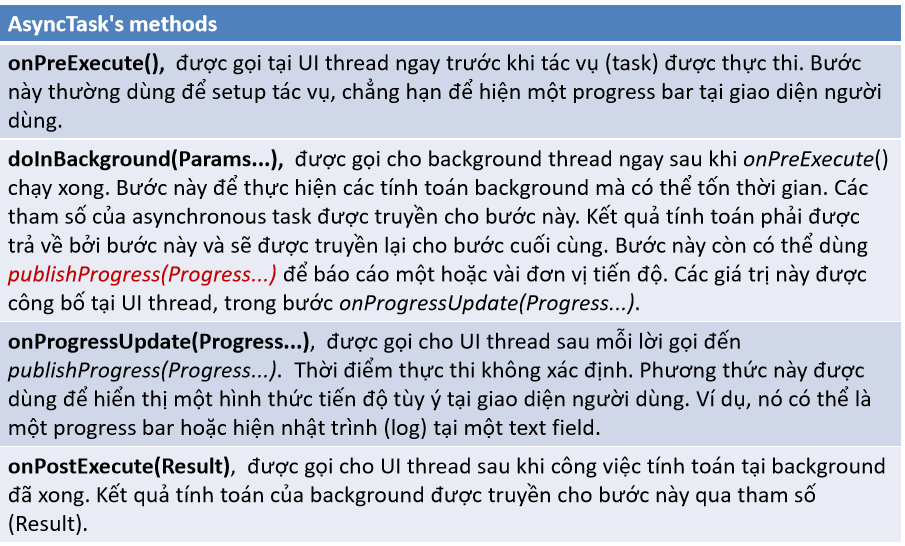 AsyncTask's methods
onPreExecute(), được gọi tại UI thread ngay trước khi tác vụ (task) được thực thi. Bước
này thường dùng để setup tác vụ, chẳng hạn để hiện một progress bar tại giao diện người
dùng.
doInBackground(Params...), được gọi cho background thread ngay sau khi onPreExecute()
chạy xong. Bước này để thực hiện các tính toán background mà có thể tốn thời gian. Các
tham số của asynchronous task được truyền cho bước này. Kết quả tính toán phải được
trả về bởi bước này và sẽ được truyền lại cho bước cuối cùng. Bước này còn có thể dùng
publishProgress(Progress...) để báo cáo một hoặc vài đơn vị tiến độ. Các giá trị này được
công bố tại UI thread, trong bước onProgressUpdate(Progress...).
onProgressUpdate(Progress...), được gọi cho UI thread sau mỗi lời gọi đến
publishProgress(Progress...). Thời điểm thực thi không xác định. Phương thức này được
dùng để hiển thị một hình thức tiến độ tùy ý tại giao diện người dùng. Ví dụ, nó có thể là
một progress bar hoặc hiện nhật trình (log) tại một text field.
onPostExecute(Result), được gọi cho UI thread sau khi công việc tính toán tại background
đã xong. Kết quả tính toán của background được truyền cho bước này qua tham số
(Result).